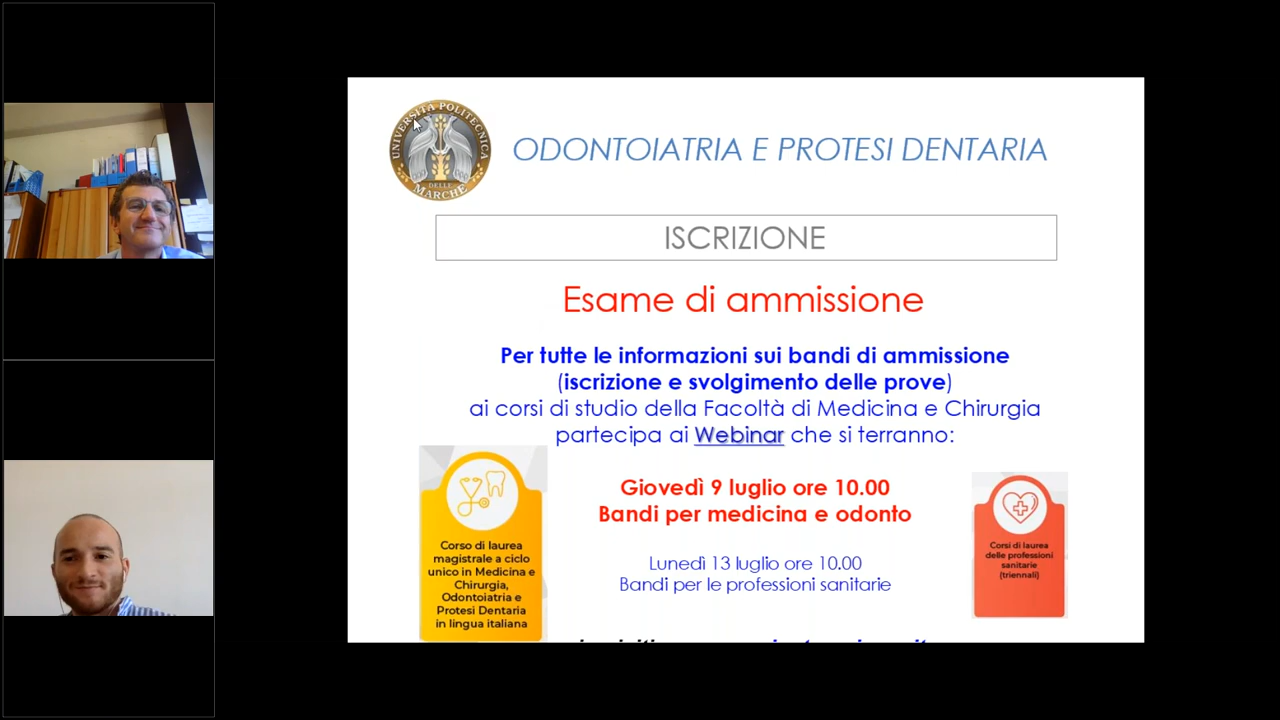 UNIVERSITÀ POLITECNICA
DELLE
MARCHE
ODONTOIATRIA E PROTESI DENTARIA
ISCRIZIONE
Esame di ammissione
Per tutte le informazioni sui bandi di ammissione
(iscrizione e svolgimento delle prove)
ai corsi di studio della Facoltà di Medicina e Chirurgia
partecipa ai Webinar che si terranno:
Giovedì 9 luglio ore 10.00
Bandi per medicina e odonto
Lunedì 13 luglio ore 10.00
Bandi per le professioni sanitarie
Corso di laurea
magistrale a ciclo
unico in Medicina e
Chirurgia,
Odontoiatria e
Protesi Dentaria
in lingua italiana
Corsi di laurea
delle professioni
sanitarie
(triennali)